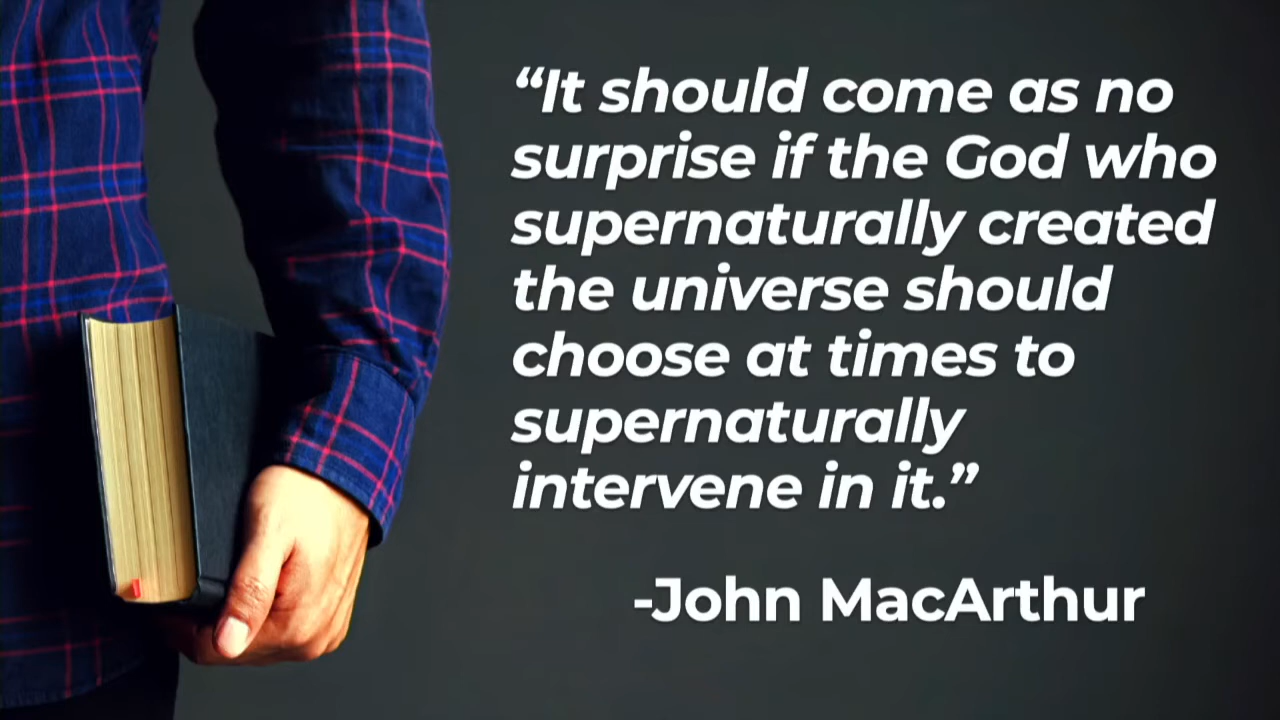 “It should come as no
surprise if the God who
supernaturally created
the universe should
choose at times to
supernaturally
intervene in it.”
-John MacArthur